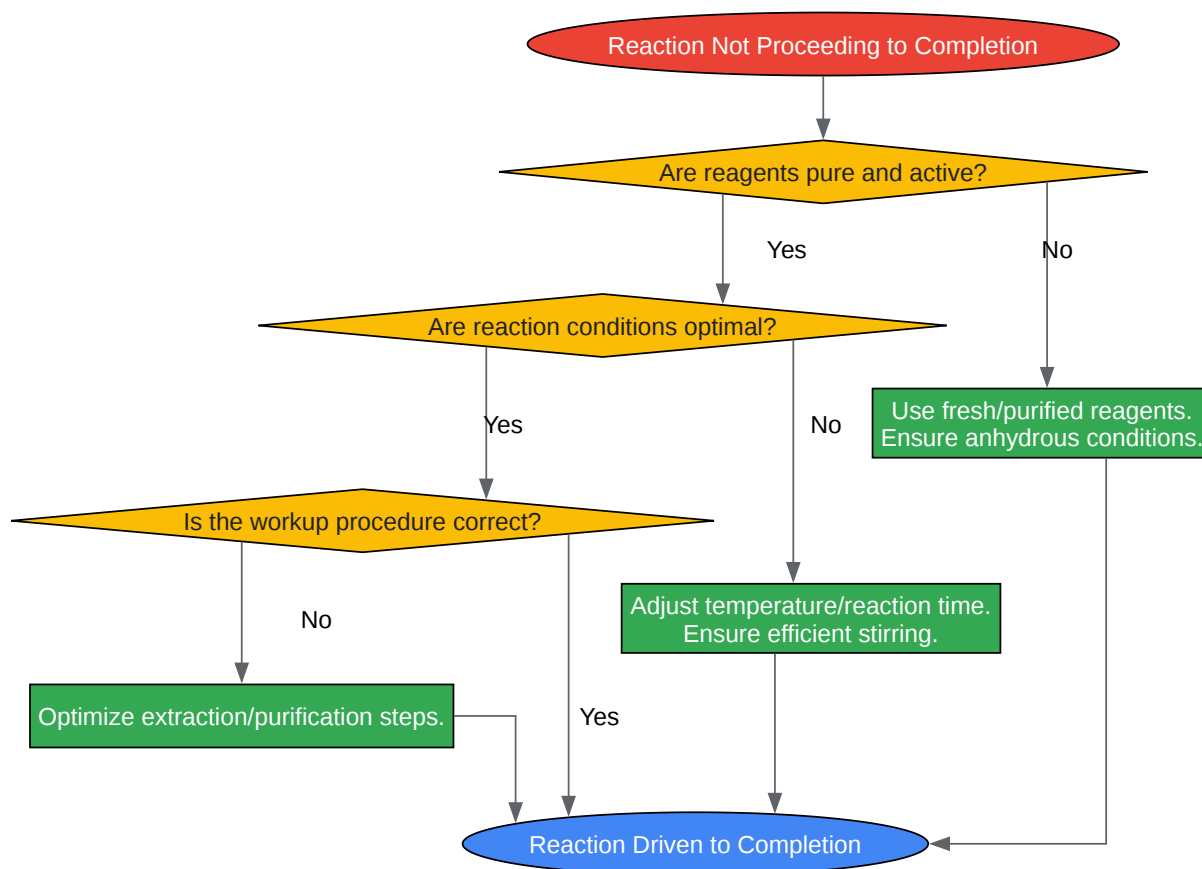 Reaction Not Proceeding to Completion
Are reagents pure and active?
Yes
No
Are reaction conditions optimal?
Use fresh/purified reagents.
Ensure anhydrous conditions.
Yes
No
Is the workup procedure correct?
Adjust temperature/reaction time.
Ensure efficient stirring.
No
Optimize extraction/purification steps.
Yes
Reaction Driven to Completion